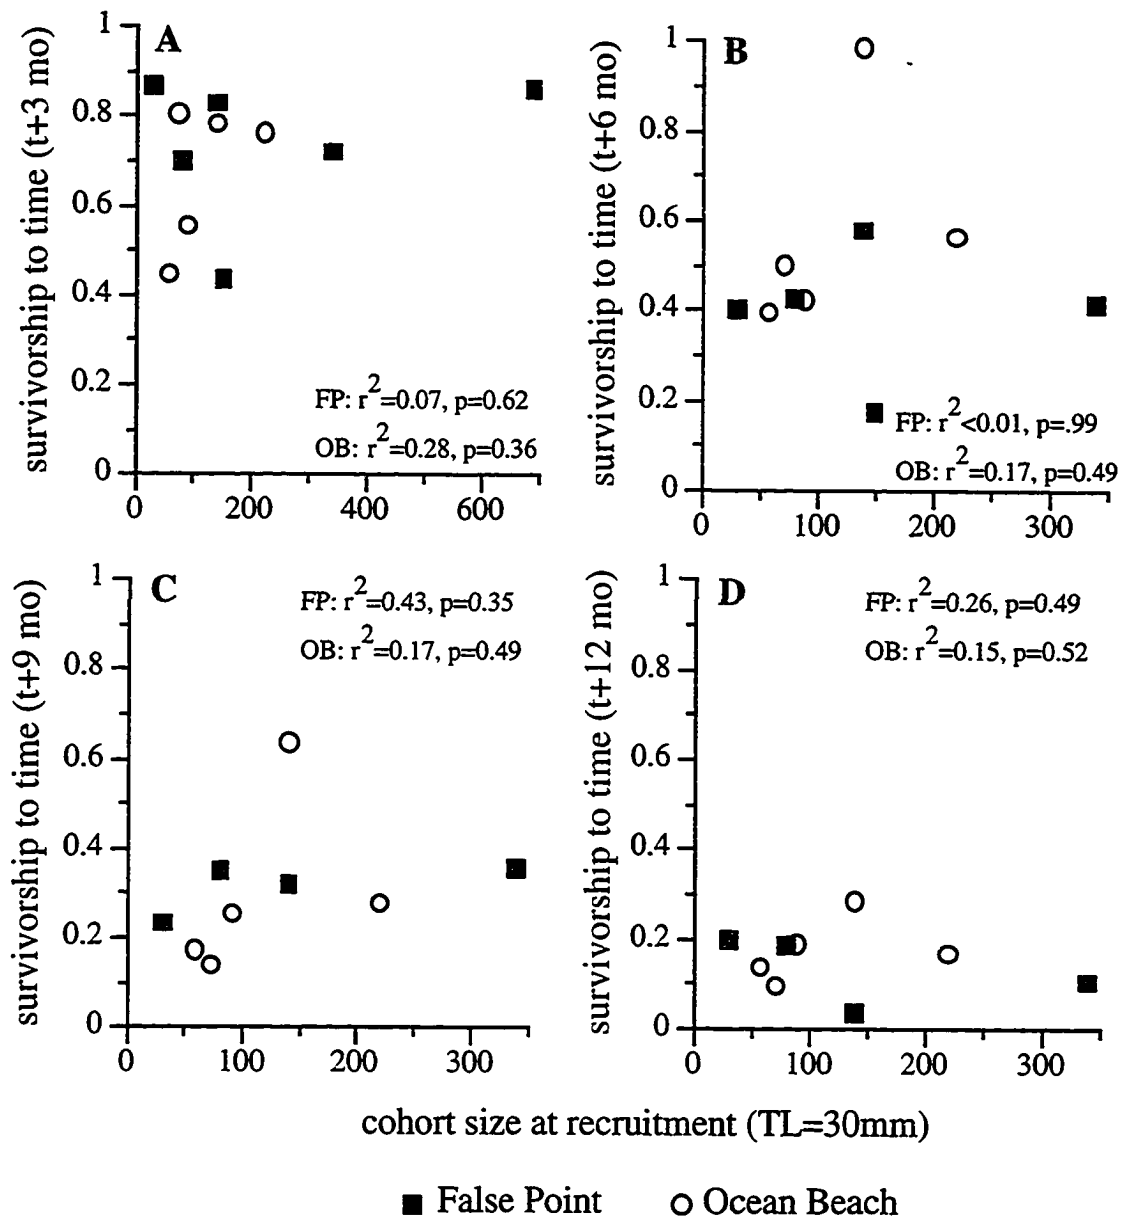 A
survivorship to time (t+3 mo)
1
0.8
0.6
0.4
0.2
0
0 200 400 600
FP: r2=0.07, p=0.62
OB: r2=0.28, p=0.36
B
survivorship to time (t+6 mo)
1
0.8
0.6
0.4
0.2
0
0 100 200 300
FP: r2<0.01, p=.99
OB: r2=0.17, p=0.49
C
survivorship to time (t+9 mo)
1
0.8
0.6
0.4
0.2
0
0 100 200 300
FP: r2=0.43, p=0.35
OB: r2=0.17, p=0.49
D
survivorship to time (t+12 mo)
1
0.8
0.6
0.4
0.2
0
0 100 200 300
FP: r2=0.26, p=0.49
OB: r2=0.15, p=0.52
cohort size at recruitment (TL=30mm)
False Point Ocean Beach